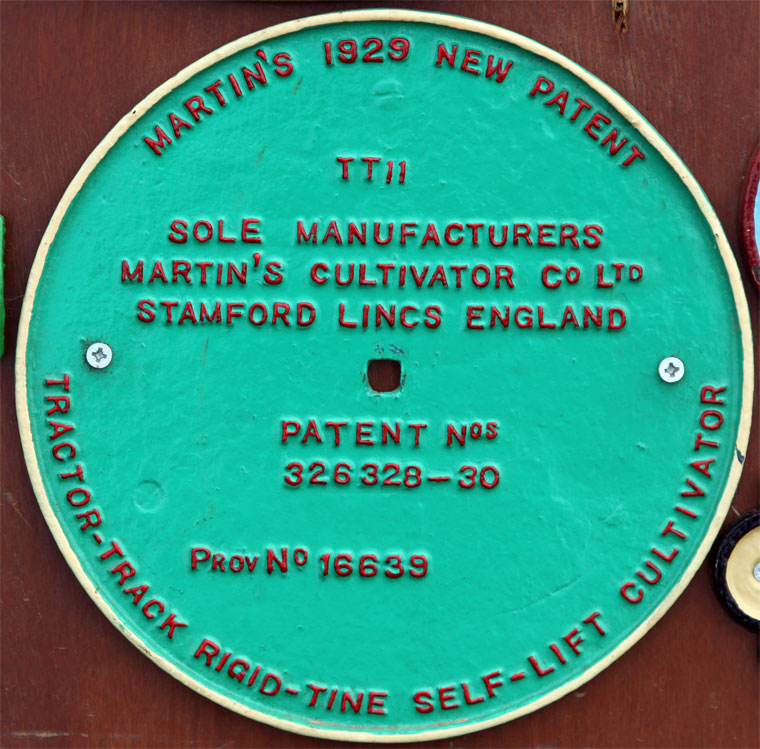 MARTIN'S 1929 NEW PATENT
TT11
SOLE MANUFACTURERS
MARTIN'S CULTIVATOR CO LTD
STAMFORD LINCS ENGLAND
PATENT NOS
326328-30
PROV NO 16639
TRACTOR-TRACK RIGID-TINE SELF-LIFT CULTIVATOR